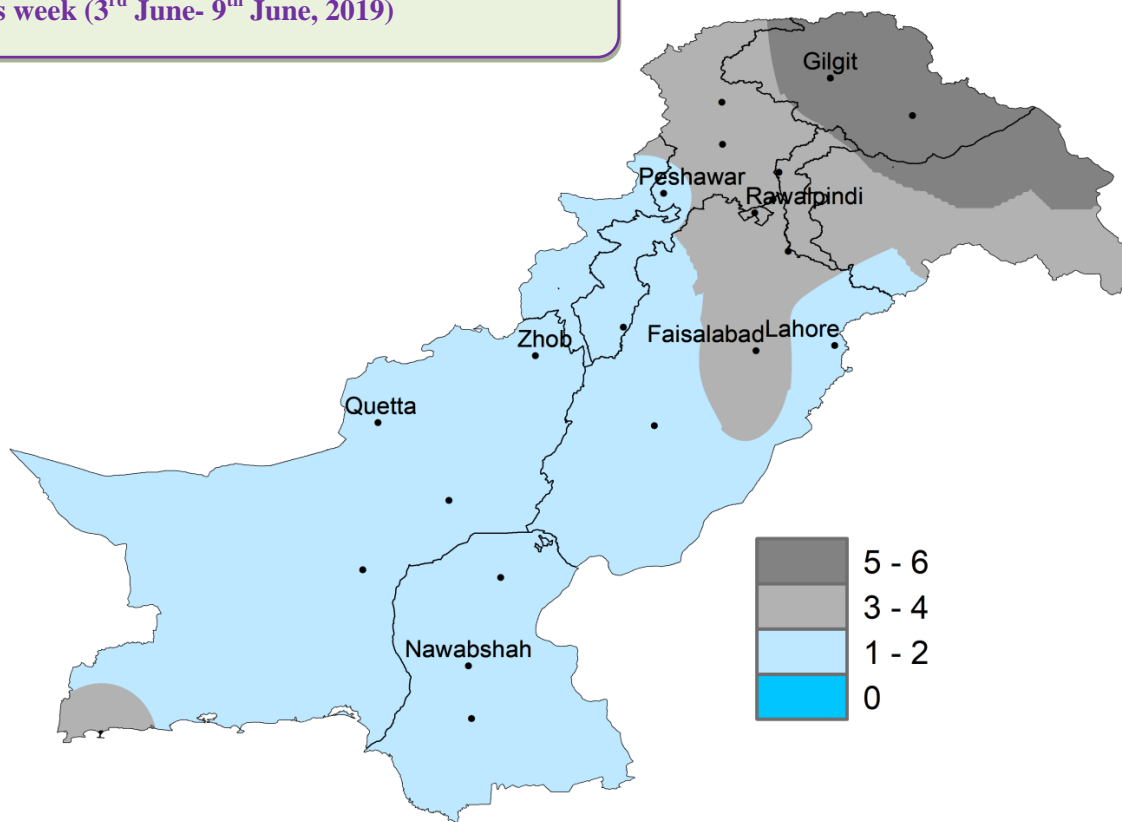 s week (3rd June- 9th June, 2019)
Gilgit
Peshawar
Rawalpindi
Faisalabad
Lahore
Zhob
Quetta
Nawabshah
5 - 6
3 - 4
1 - 2
0